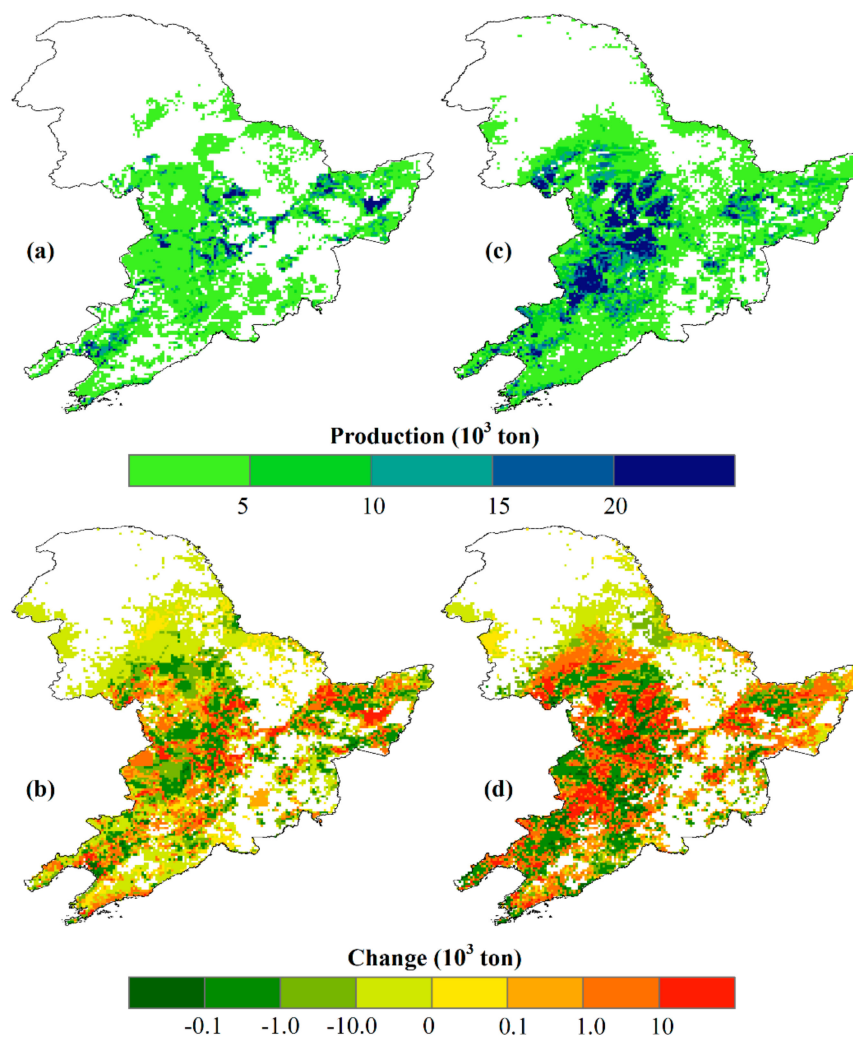 (a)
(c)
Production (10³ ton)
5 10 15 20
(b)
(d)
Change (10³ ton)
-0.1 -1.0 -10.0 0 0.1 1.0 10